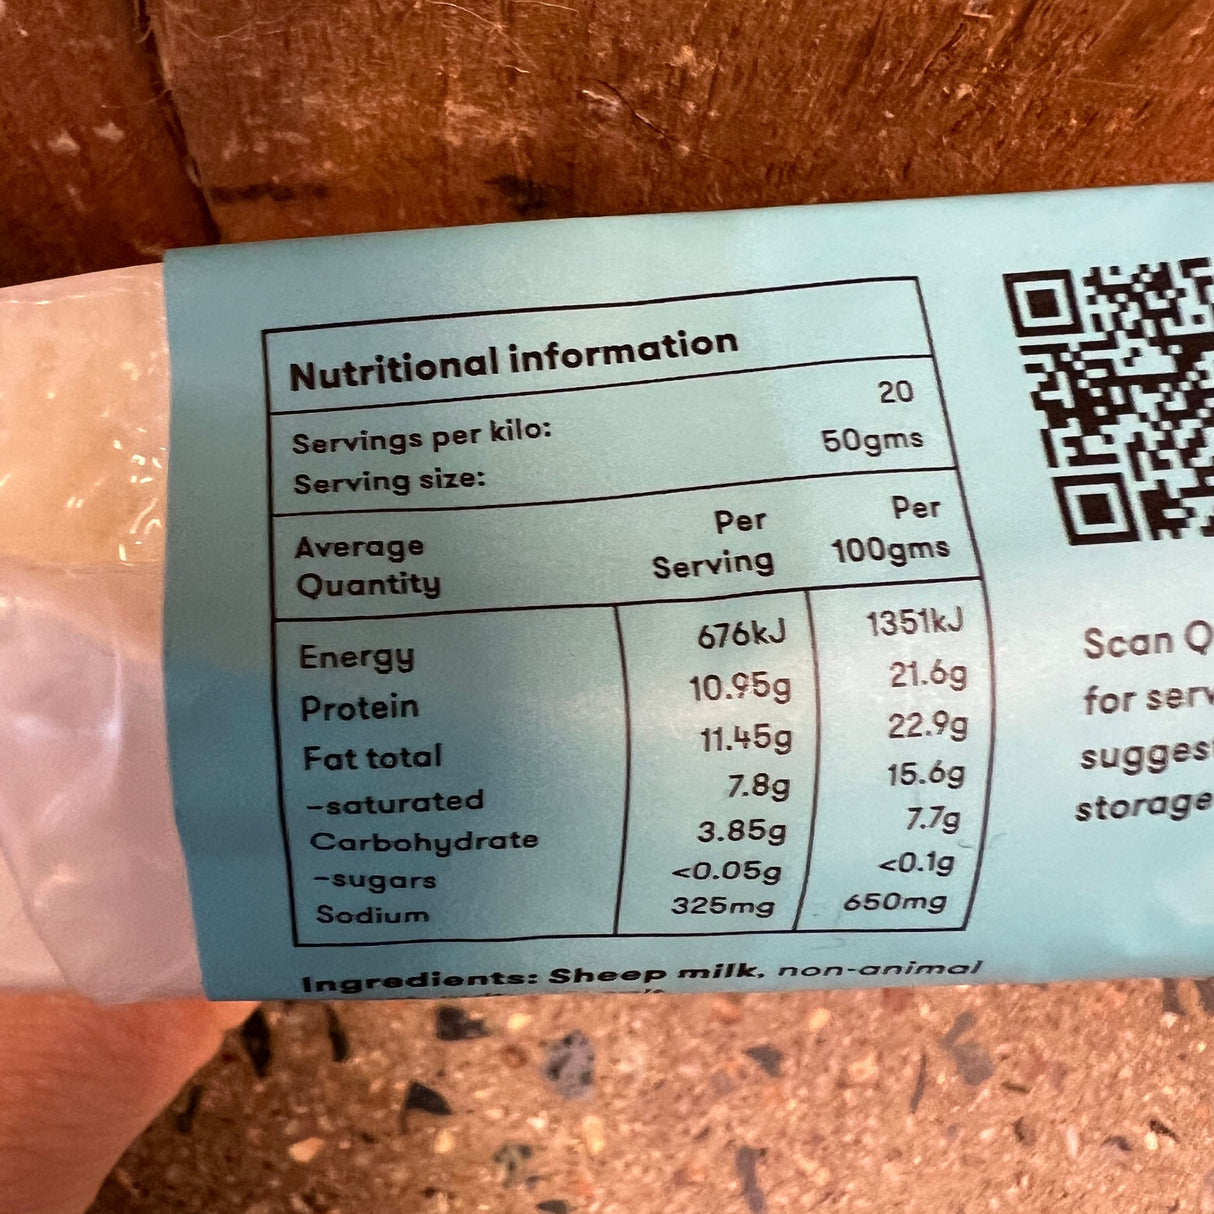 Nutritional information
Servings per kilo: 20
Serving size: 50gms
Average Quantity Per Serving Per 100gms
Energy 676kJ 1351kJ
Protein 10.95g 21.6g
Fat total 11.45g 22.9g
-saturated 7.8g 15.6g
Carbohydrate 3.85g 7.7g
-sugars <0.05g <0.1g
Sodium 325mg 650mg
Ingredients: Sheep milk, non-animal
Scan Q
for serv
suggest
storage